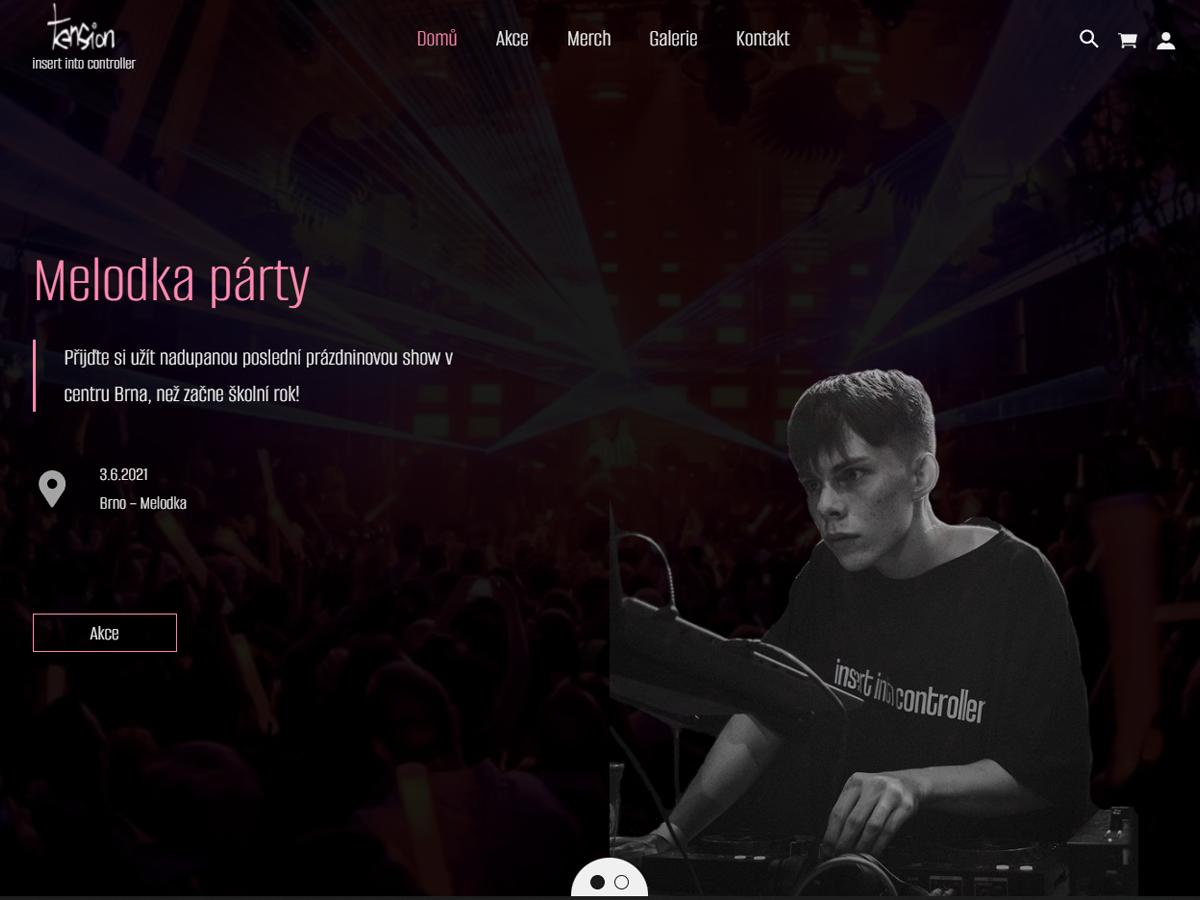 Tension
insert into controller
Domů
Akce
Merch
Galerie
Kontakt
Melodka párty
Přijďte si užít nadupanou poslední prázdninovou show v
centru Brna, než začne školní rok!
3.6.2021
Brno – Melodka
Akce
insert into controller